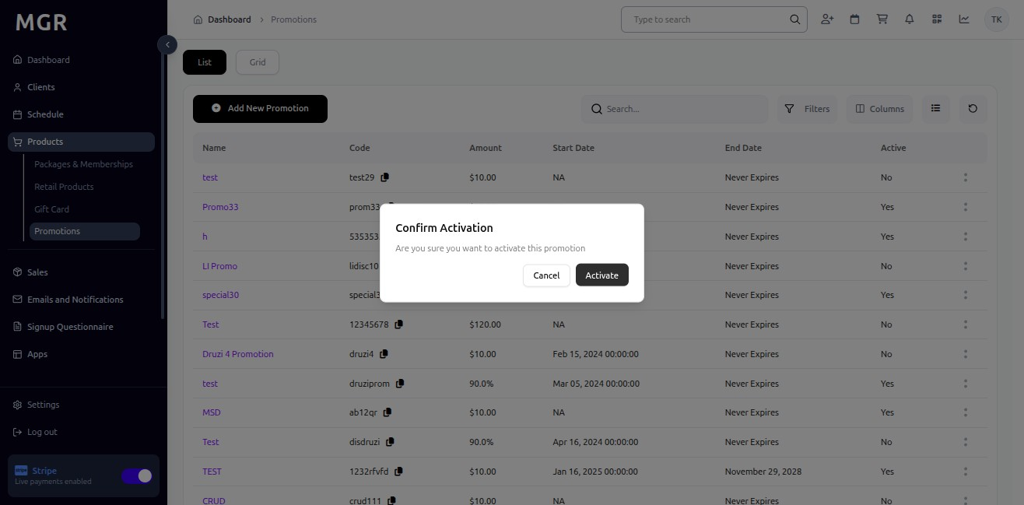 MGR
Dashboard
Clients
Schedule
Products
Packages & Memberships
Retail Products
Gift Card
Promotions
Sales
Emails and Notifications
Signup Questionnaire
Apps
Settings
Log out
Stripe
Live payments enabled
Dashboard > Promotions
Type to search
TK
List
Grid
Add New Promotion
Search...
Filters
Columns
Name Code Amount Start Date End Date Active
test test29 $10.00 NA Never Expires No
Promo33 prom33 Never Expires Yes
h 535353 Never Expires Yes
LI Promo lidisc10 Never Expires No
special30 Never Expires Yes
Test 12345678 $120.00 NA Never Expires No
Druzi 4 Promotion druzi4 $10.00 Feb 15, 2024 00:00:00 Never Expires No
test druziprom 90.0% Mar 05, 2024 00:00:00 Never Expires Yes
MSD ab12qr $10.00 NA Never Expires Yes
Test disdruzi 90.0% Apr 16, 2024 00:00:00 Never Expires No
TEST 1232rfvfd $10.00 Jan 16, 2025 00:00:00 November 29, 2028 Yes
CRUD crud111 $10.00 NA Never Expires Yes
Confirm Activation
Are you sure you want to activate this promotion
Cancel
Activate